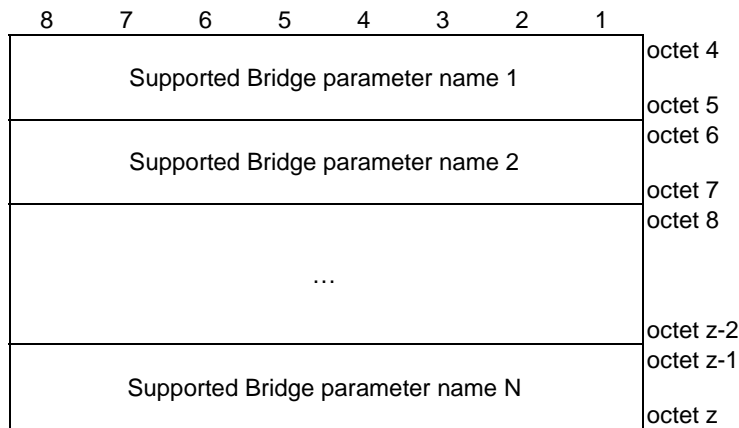 8 7 6 5 4 3 2 1
octet 4
Supported Bridge parameter name 1
octet 5
octet 6
Supported Bridge parameter name 2
octet 7
octet 8
…
octet z-2
octet z-1
Supported Bridge parameter name N
octet z